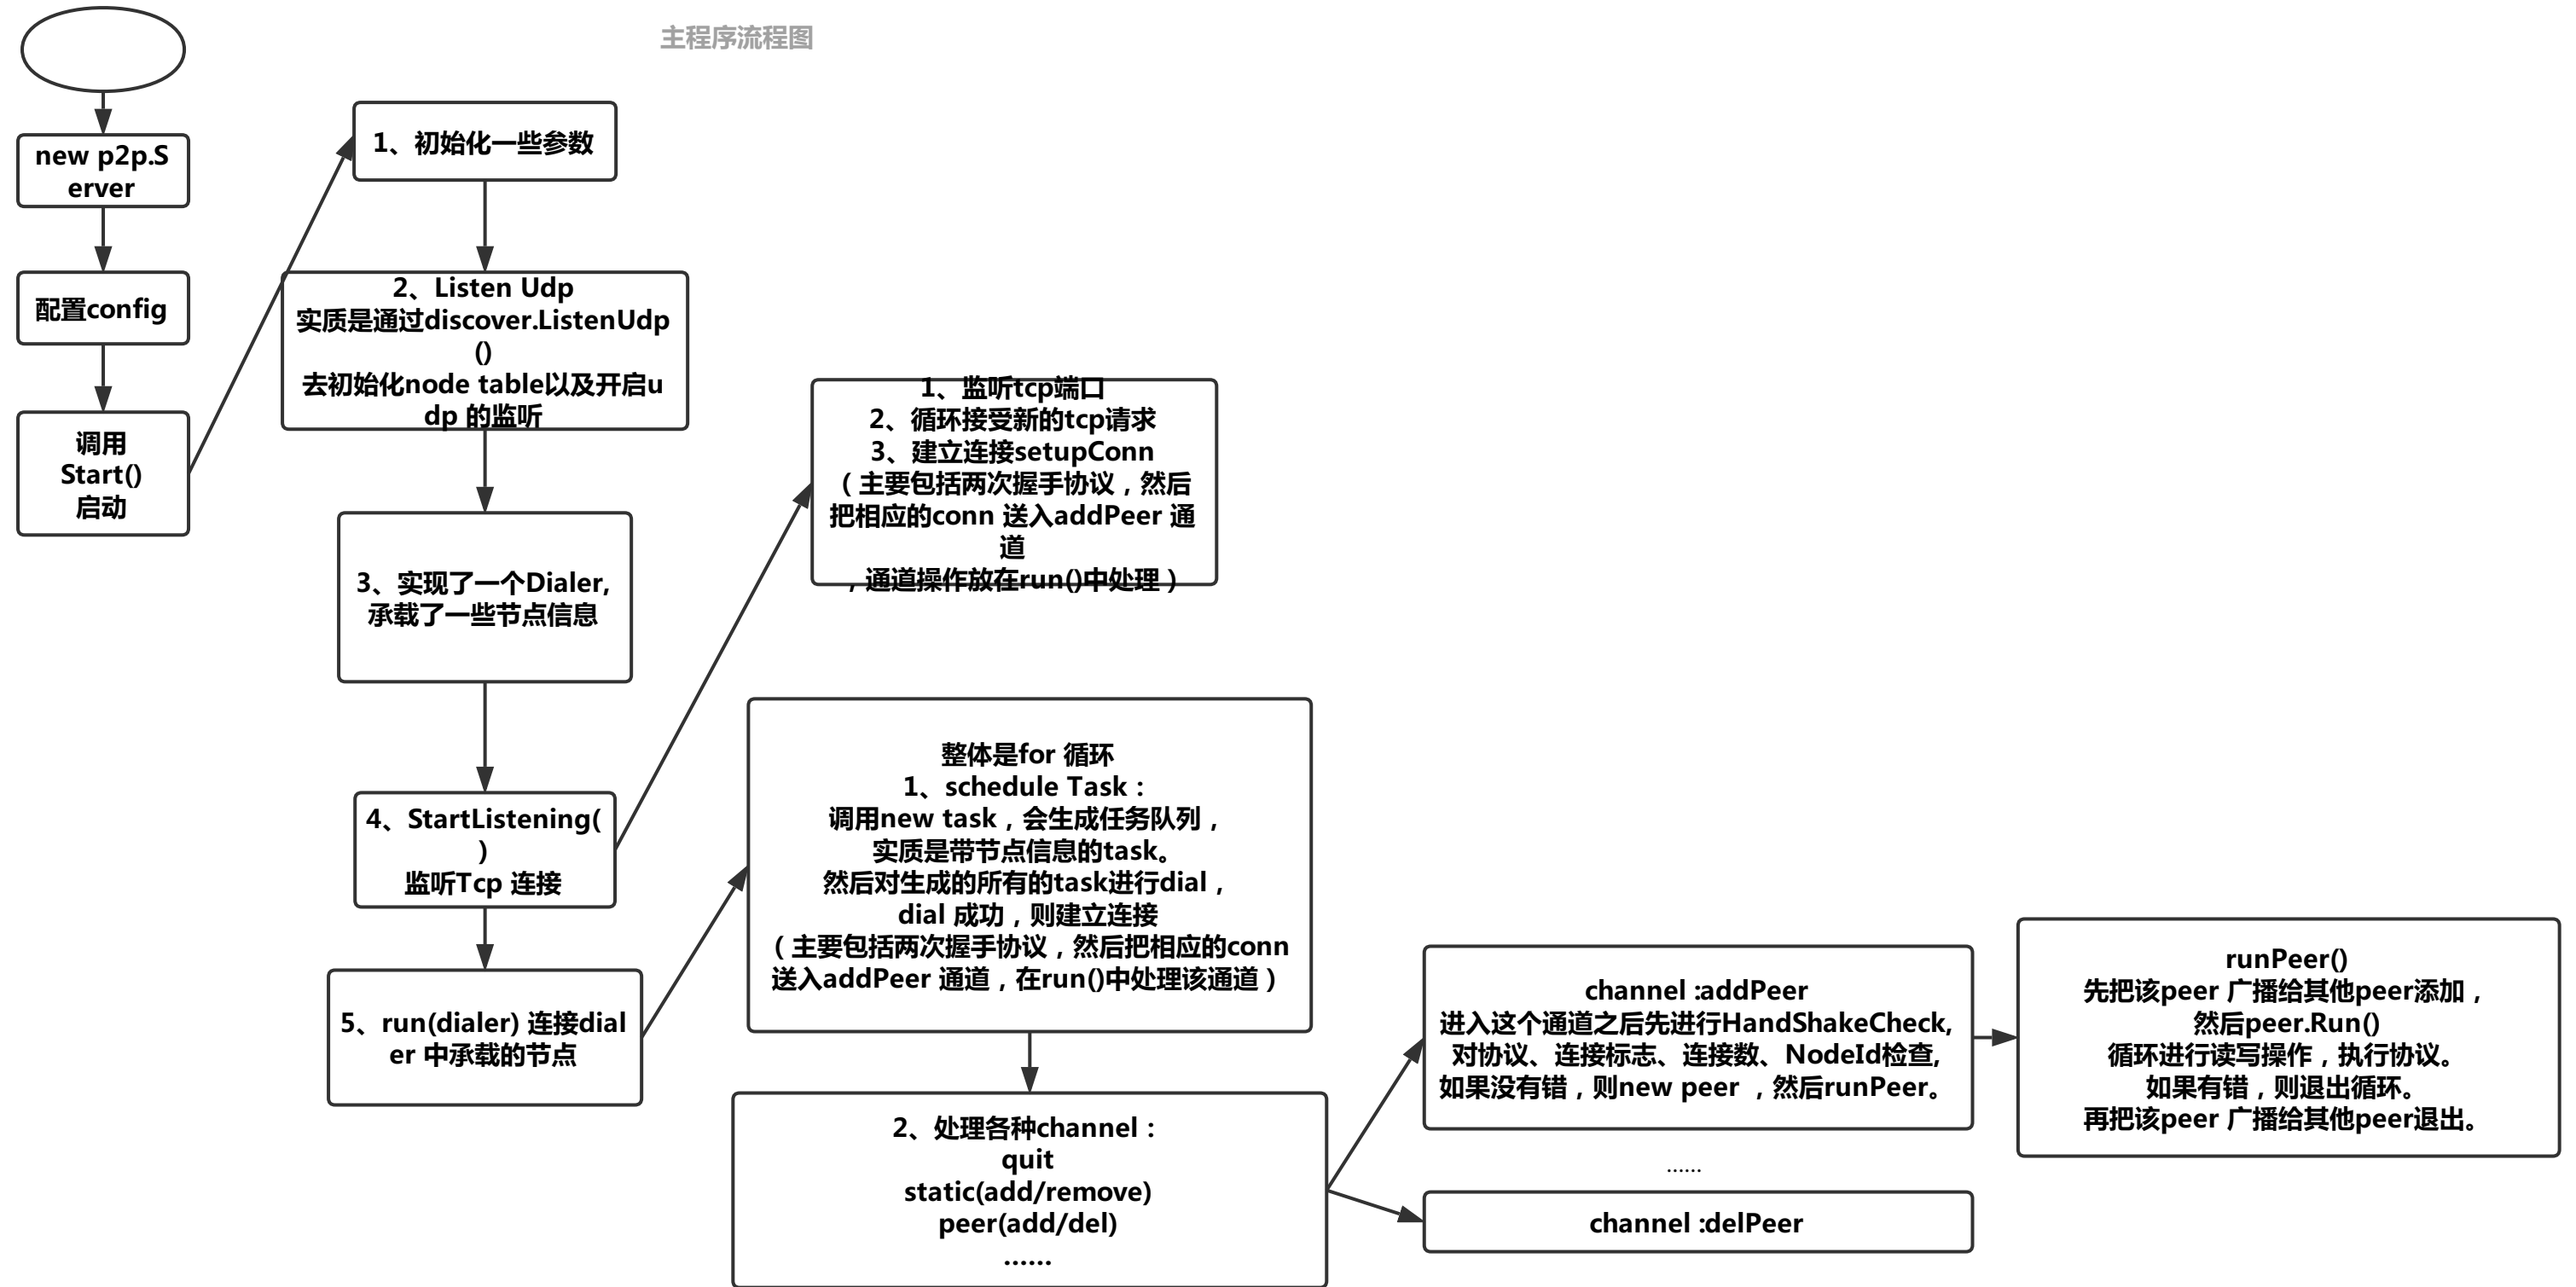 主程序流程图
new p2p.S
erver
配置config
调用
Start()
启动
1、初始化一些参数
2、Listen Udp
实质是通过discover.ListenUdp
()
去初始化node table以及开启u
dp 的监听
3、实现了一个Dialer,
承载了一些节点信息
4、StartListening(
)
监听Tcp 连接
5、run(dialer) 连接dial
er 中承载的节点
1、监听tcp端口
2、循环接受新的tcp请求
3、建立连接setupConn
（主要包括两次握手协议，然后
把相应的conn 送入addPeer 通
道
，通道操作放在run()中处理）
整体是for 循环
1、schedule Task：
调用new task，会生成任务队列，
实质是带节点信息的task。
然后对生成的所有的task进行dial，
dial 成功，则建立连接
（主要包括两次握手协议，然后把相应的conn
送入addPeer 通道，在run()中处理该通道）
2、处理各种channel：
quit
static(add/remove)
peer(add/del)
......
channel :addPeer
进入这个通道之后先进行HandShakeCheck,
对协议、连接标志、连接数、NodeId检查,
如果没有错，则new peer ，然后runPeer。
......
channel :delPeer
runPeer()
先把该peer 广播给其他peer添加，
然后peer.Run()
循环进行读写操作，执行协议。
如果有错，则退出循环。
再把该peer 广播给其他peer退出。